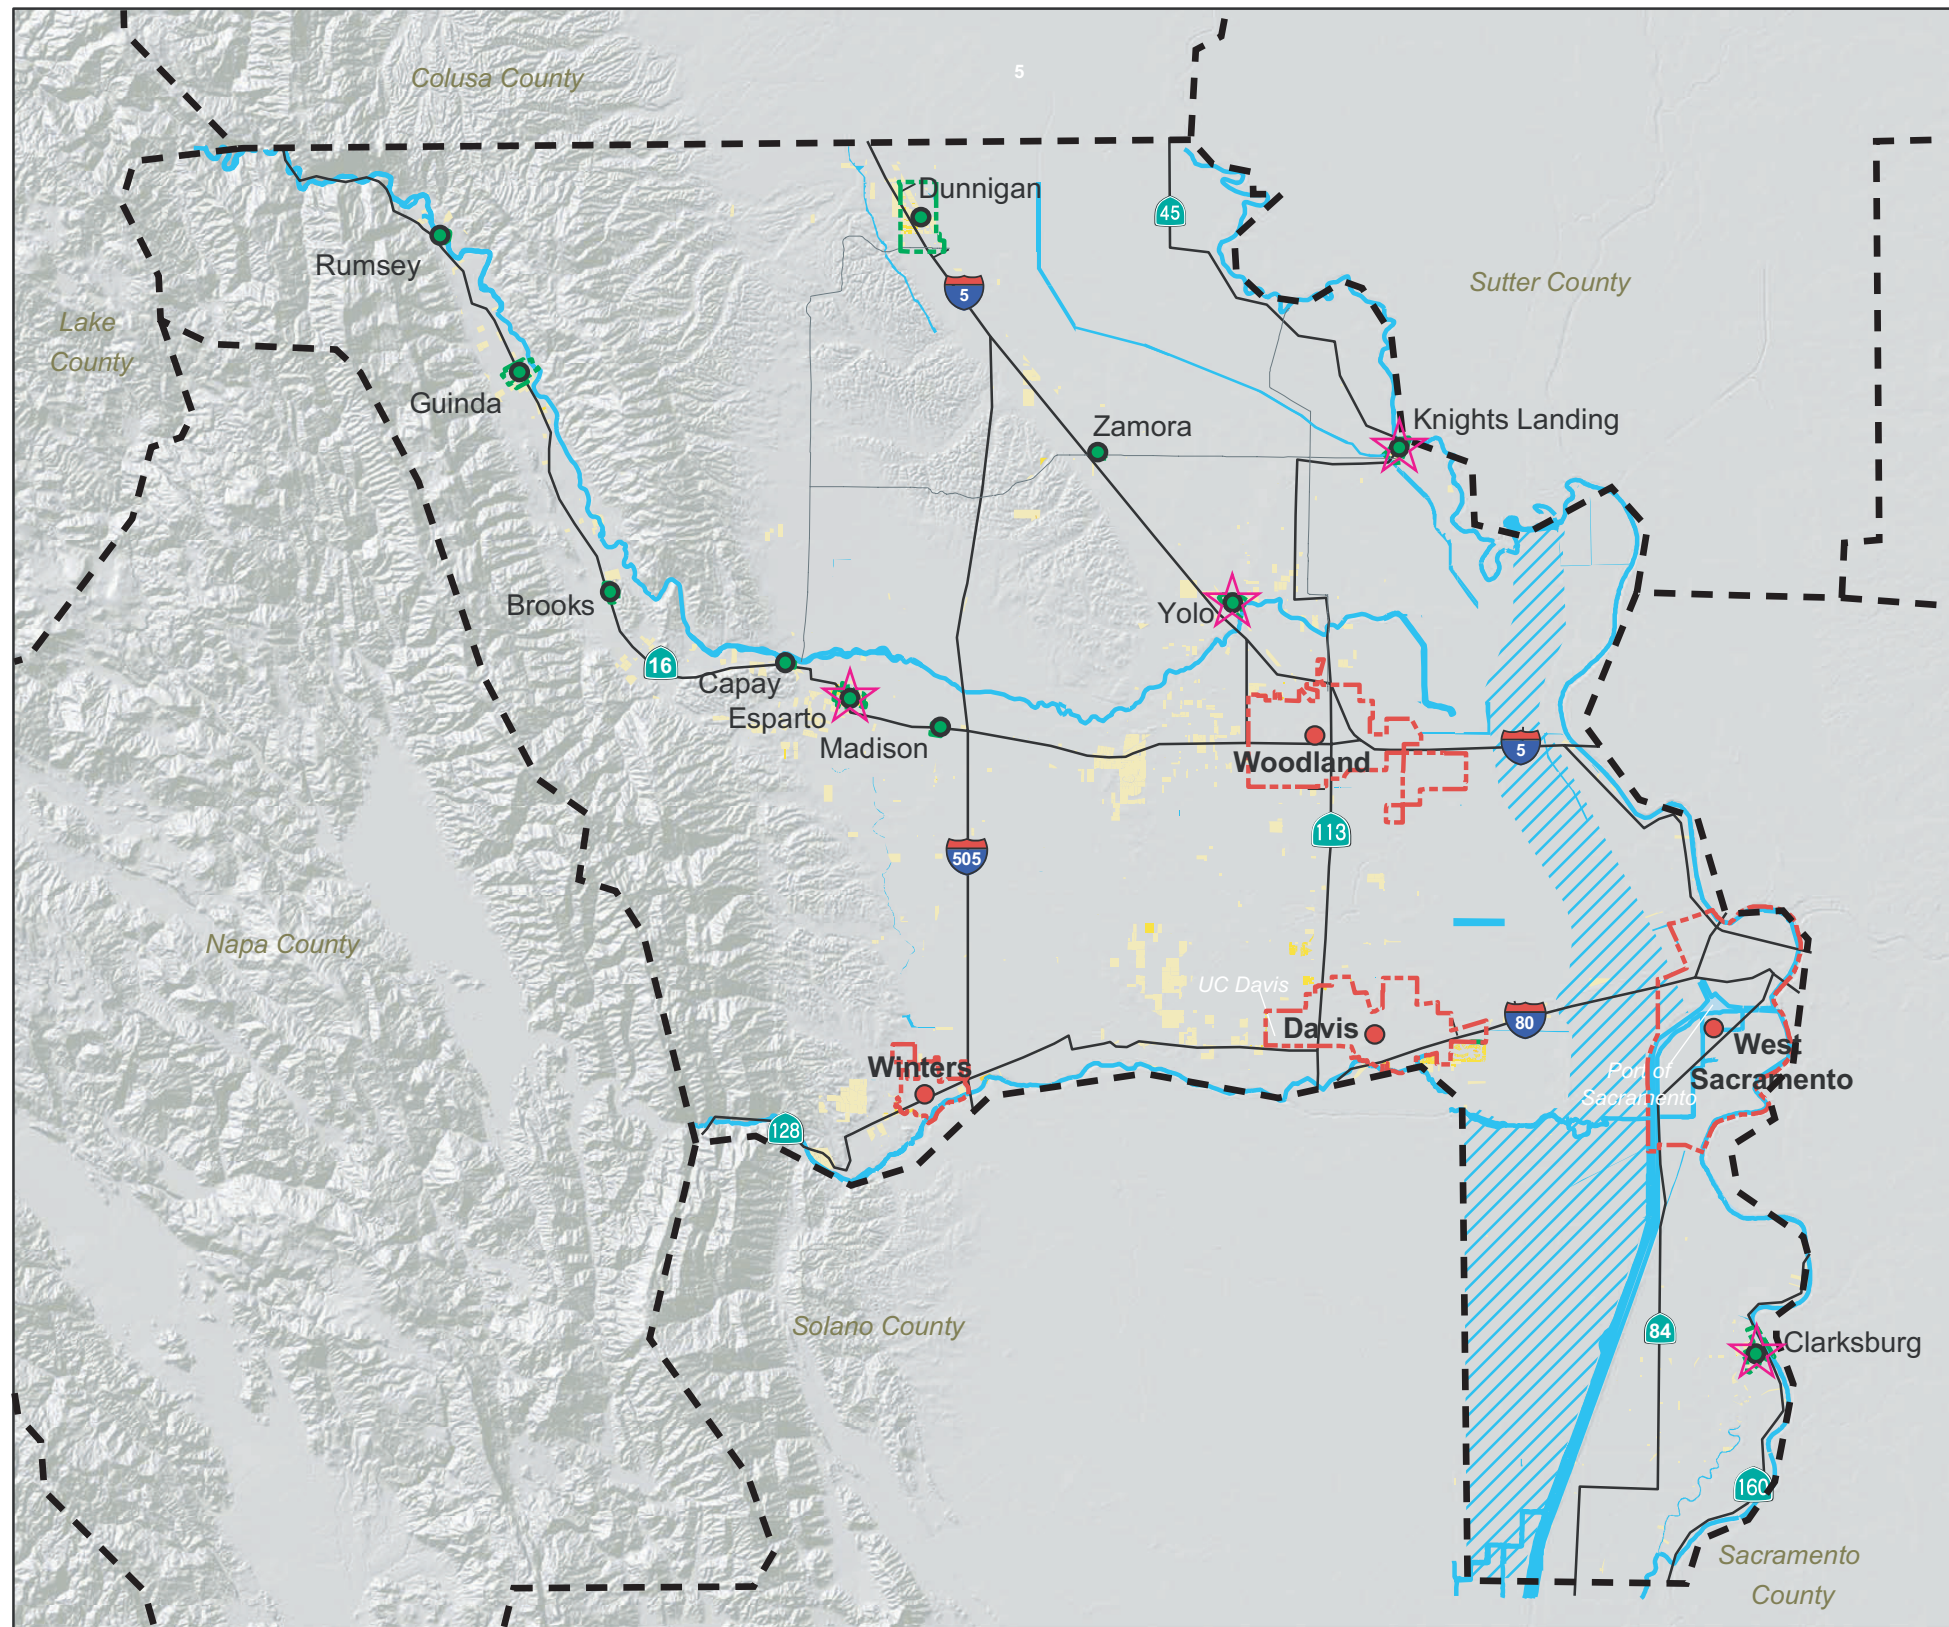 Colusa County
5
Dunnigan
45
Rumsey
Sutter County
5
Lake
County
Guinda
Knights Landing
Zamora
Brooks
Yolo
16
Capay
Esparto
Madison
Woodland
5
113
505
Napa County
UC Davis
Davis
80
West
Sacramento
Port of
Sacramento
Winters
128
Solano County
84
Clarksburg
160
Sacramento
County